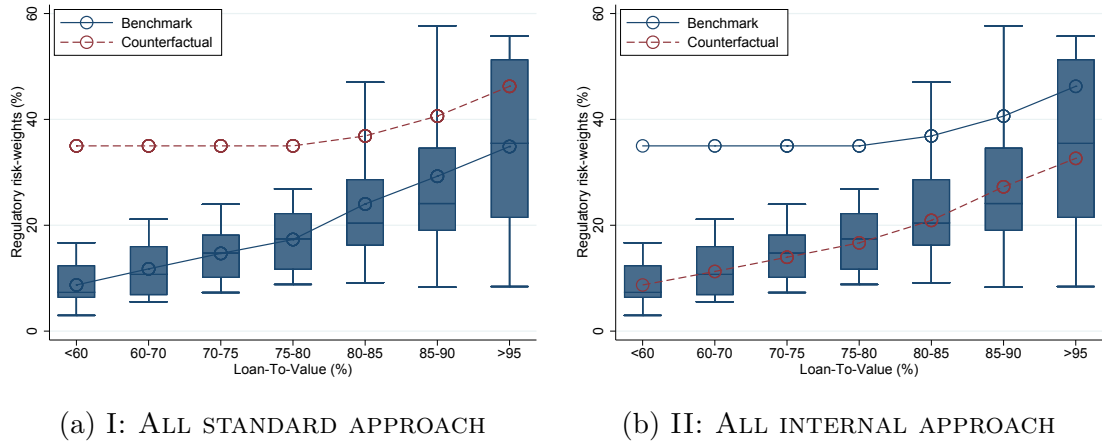 Regulatory risk-weights (%)
60
40
20
0
Benchmark
Counterfactual
<60 60-70 70-75 75-80 80-85 85-90 >95
Loan-To-Value (%)
(a) I: All standard approach
Regulatory risk-weights (%)
60
40
20
0
Benchmark
Counterfactual
<60 60-70 70-75 75-80 80-85 85-90 >95
Loan-To-Value (%)
(b) II: All internal approach